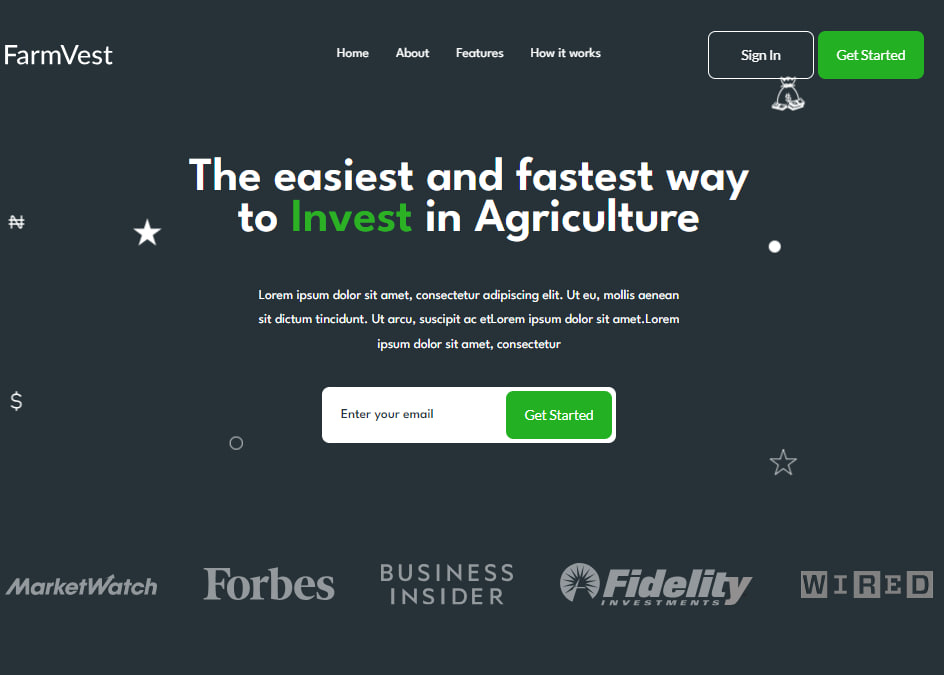 FarmVest
Home About Features How it works
Sign In
Get Started
The easiest and fastest way
to Invest in Agriculture
₦
Lorem ipsum dolor sit amet, consectetur adipiscing elit. Ut eu, mollis aenean
sit dictum tincidunt. Ut arcu, suscipit ac etLorem ipsum dolor sit amet.Lorem
ipsum dolor sit amet, consectetur
$
Enter your email
Get Started
MarketWatch
Forbes
BUSINESS
INSIDER
Fidelity
INVESTMENTS
WIRED